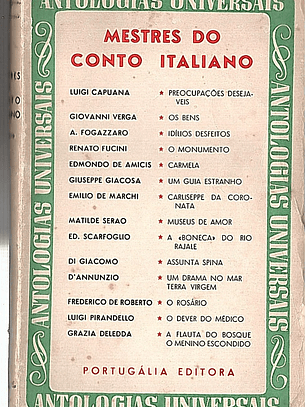 ANTOLOGIAS UNIVERSAIS
MESTRES DO
CONTO ITALIANO
LUIGI CAPUANA ★ PREOCUPAÇÕES DESEJÁ-
VEIS
GIOVANNI VERGA ★ OS BENS
A. FOGAZZARO ★ IDÍLIOS DESFEITOS
RENATO FUCINI ★ O MONUMENTO
EDMONDO DE AMICIS ★ CARMELA
GIUSEPPE GIACOSA ★ UM GUIA ESTRANHO
EMILIO DE MARCHI ★ CARLISEPPE DA CORO-
NATA
MATILDE SERAO ★ MUSEUS DE AMOR
ED. SCARFOGLIO ★ A «BONECA» DO RIO
RAJALE
DI GIACOMO ★ ASSUNTA SPINA
D'ANNUNZIO ★ UM DRAMA NO MAR
TERRA VIRGEM
FREDERICO DE ROBERTO ★ O ROSÁRIO
LUIGI PIRANDELLO ★ O DEVER DO MÉDICO
GRAZIA DELEDDA ★ A FLAUTA DO BOSQUE
O MENINO ESCONDIDO
PORTUGÁLIA EDITORA
ANTOLOGIAS UNIVERSAIS
ANTOLOGIAS UNIVERSAIS
ANTOLOGIAS UNIVERSAIS